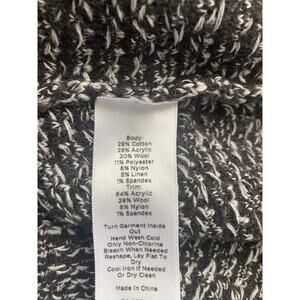 Body:
29% Cotton
26% Acrylic
20% Wool
11% Polyester
8% Nylon
5% Linen
1% Spandex
Trim:
64% Acrylic
29% Wool
6% Nylon
1% Spandex
Turn Garment Inside
Out
Hand Wash Cold
Only Non-Chlorine
Bleach When Needed
Reshape, Lay Flat To
Dry
Cool Iron If Needed
Or Dry Clean
Made In China